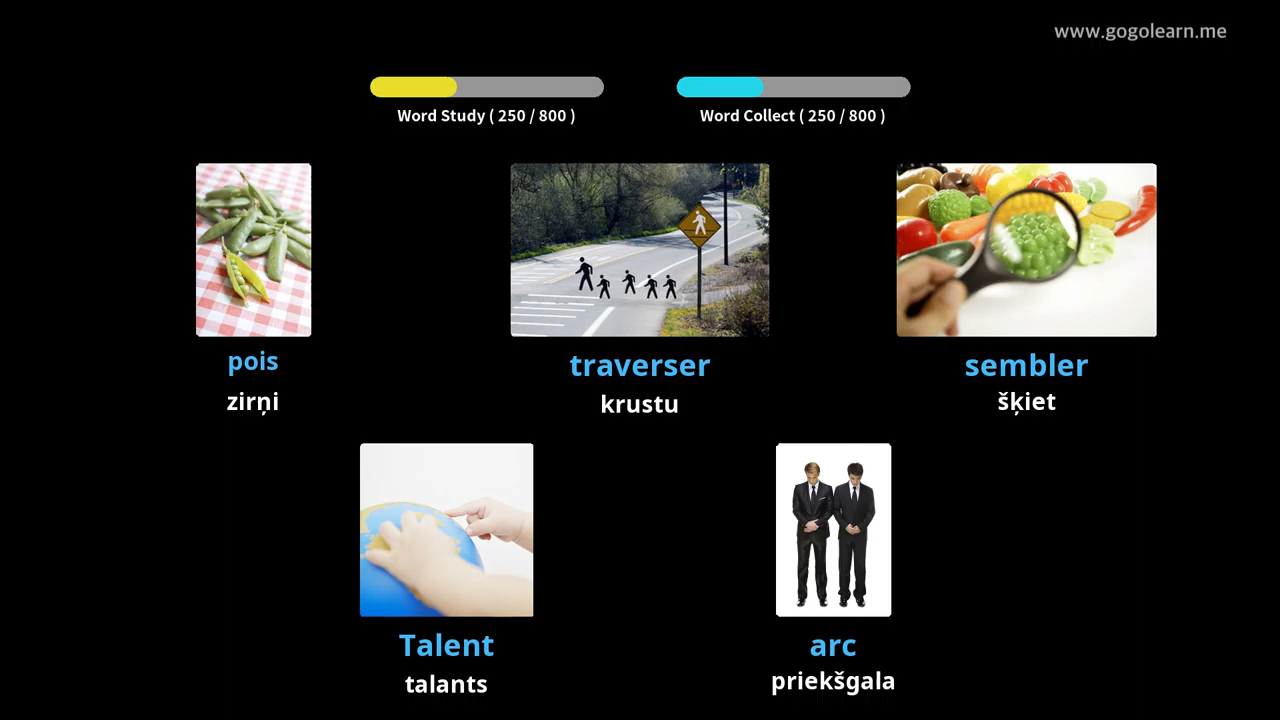 www.gogolearn.me
Word Study ( 250 / 800 )
Word Collect ( 250 / 800 )
pois
zirņi
traverser
krustu
sembler
šķiet
Talent
talants
arc
priekšgala